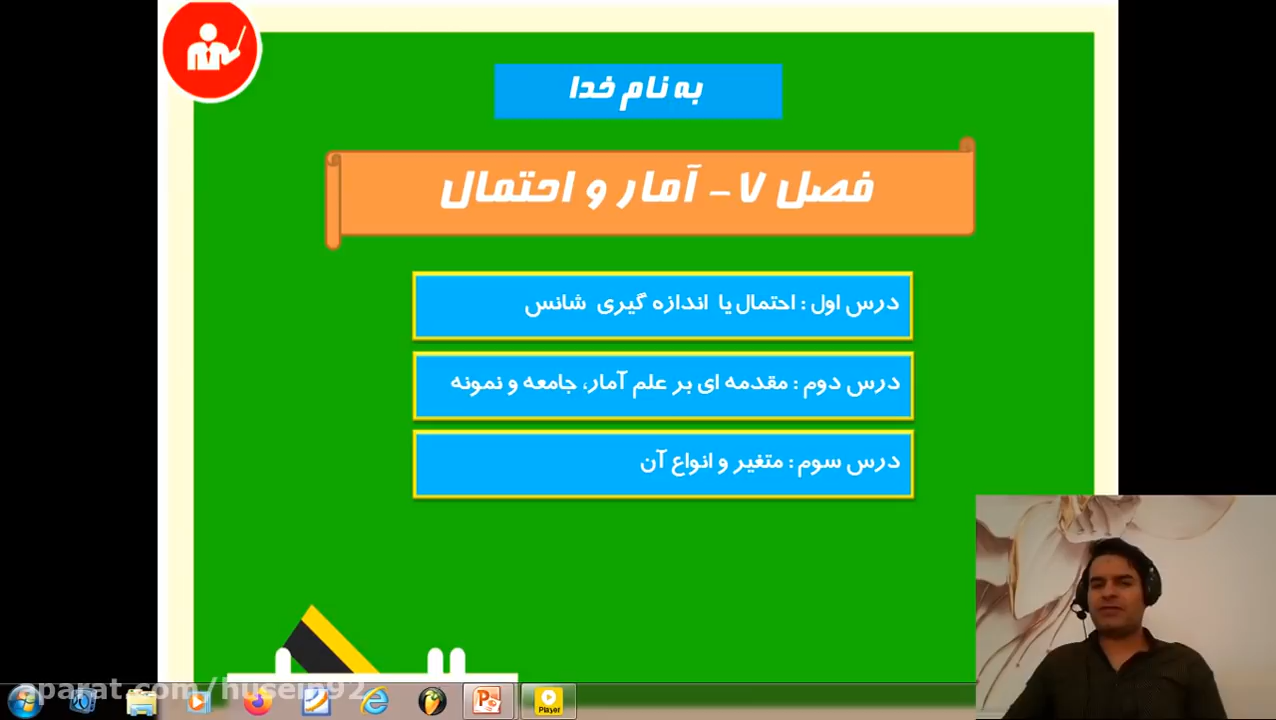 به نام خدا
فصل ۷- آمار و احتمال
درس اول : احتمال یا اندازه گیری شانس
درس دوم : مقدمه ای بر علم آمار، جامعه و نمونه
درس سوم : متغیر و انواع آن
aparat.com/husein92
Player